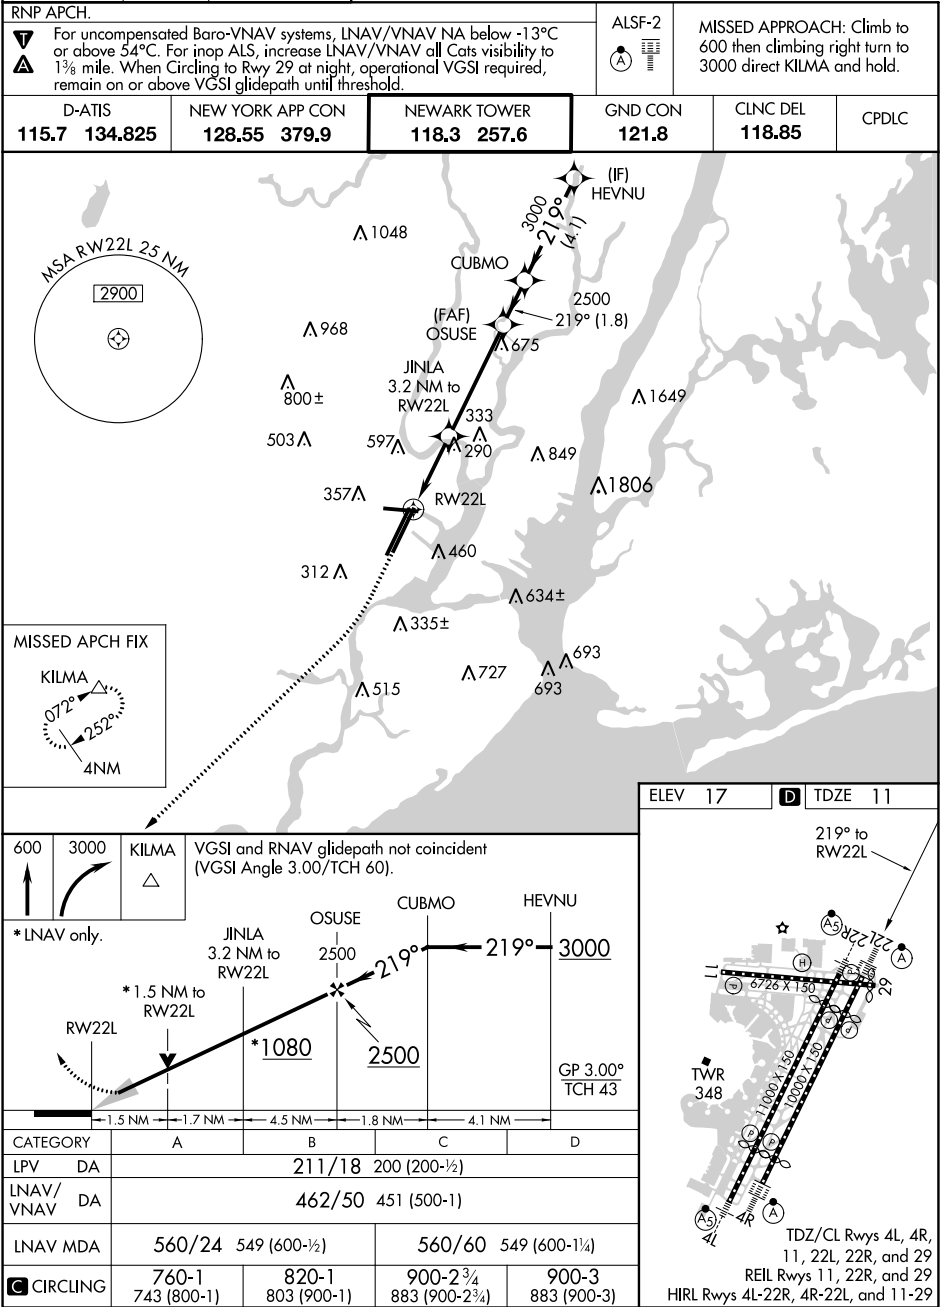 RNP APCH.
T
A
For uncompensated Baro-VNAV systems, LNAV/VNAV NA below -13°C
or above 54°C. For inop ALS, increase LNAV/VNAV all Cats visibility to
1⅜ mile. When Circling to Rwy 29 at night, operational VGSI required,
remain on or above VGSI glidepath until threshold.
ALSF-2
A
MISSED APPROACH: Climb to
600 then climbing right turn to
3000 direct KILMA and hold.
D-ATIS
115.7 134.825
NEW YORK APP CON
128.55 379.9
NEWARK TOWER
118.3 257.6
GND CON
121.8
CLNC DEL
118.85
CPDLC
(IF)
HEVNU
3000
219°
(4.1)
1048
CUBMO
MSA RW22L 25 NM
2900
2500
219° (1.8)
(FAF)
OSUSE
968
675
JINLA
3.2 NM to
RW22L
800±
1649
333
503
597
290
849
1806
357
RW22L
460
312
634±
335±
693
727
693
515
MISSED APCH FIX
KILMA
072°
252°
4NM
ELEV 17
D
TDZE 11
219° to
RW22L
A5
22R
22L
A
11
H
P
6726 X 150
P
29
P
P
TWR
348
11000 X 150
10000 X 150
P
P
A5
4L
4R
A
TDZ/CL Rwys 4L, 4R,
11, 22L, 22R, and 29
REIL Rwys 11, 22R, and 29
HIRL Rwys 4L-22R, 4R-22L, and 11-29
600
3000
KILMA
VGSI and RNAV glidepath not coincident
(VGSI Angle 3.00/TCH 60).
* LNAV only.
CUBMO
HEVNU
OSUSE
2500
JINLA
3.2 NM to
RW22L
219°
219°
3000
*1.5 NM to
RW22L
RW22L
*1080
2500
GP 3.00°
TCH 43
1.5 NM
1.7 NM
4.5 NM
1.8 NM
4.1 NM
CATEGORY A B C D
LPV DA 211/18 200 (200-½)
LNAV/
VNAV DA 462/50 451 (500-1)
LNAV MDA 560/24 549 (600-½) 560/60 549 (600-1¼)
C CIRCLING 760-1 820-1 900-2¾ 900-3
743 (800-1) 803 (900-1) 883 (900-2¾) 883 (900-3)